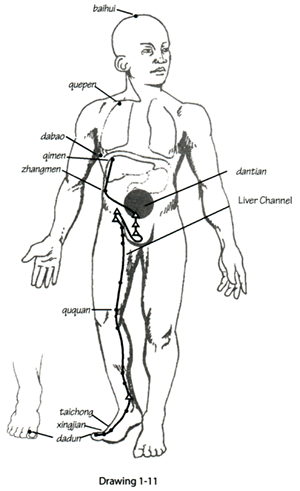 baihui
quepen
dabao
qimen
zhangmen
dantian
Liver Channel
ququan
taichong
xingjian
dadun
Drawing 1-11